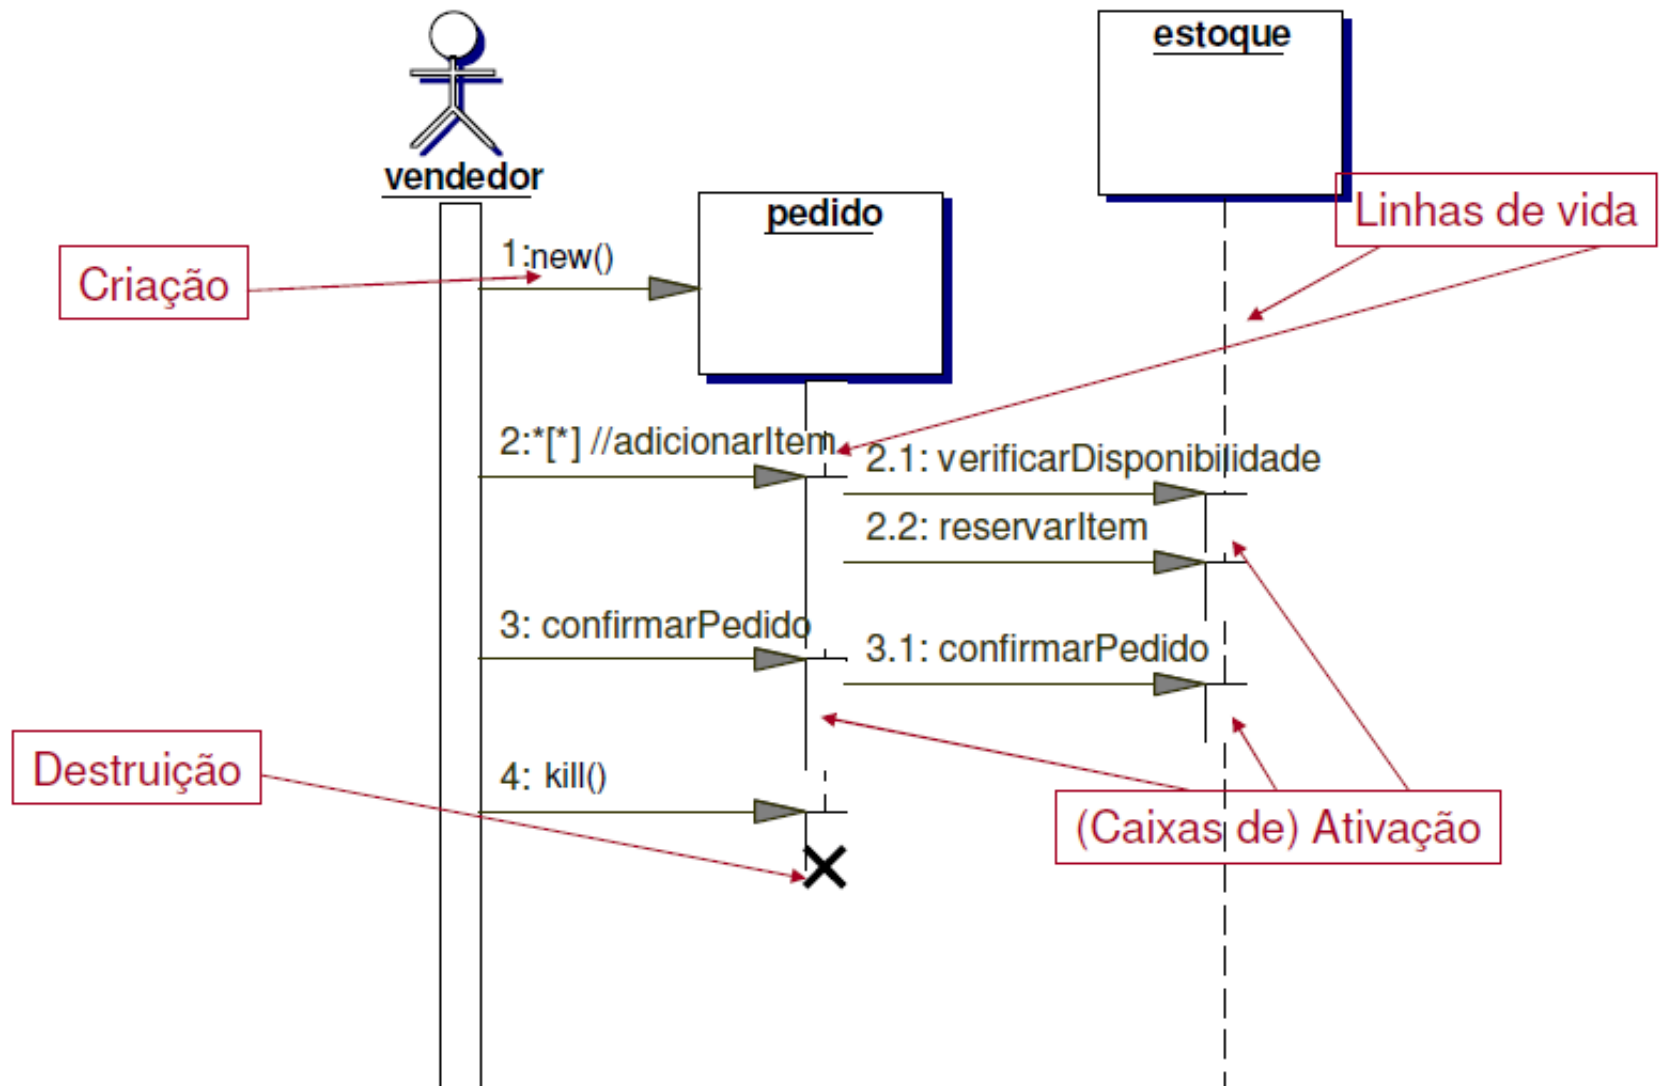 estoque
vendedor
pedido
Linhas de vida
1:new()
Criação
2:*[*] //adicionarItem
2.1: verificarDisponibilidade
2.2: reservarItem
3: confirmarPedido
3.1: confirmarPedido
Destruição
4: kill()
(Caixas de) Ativação